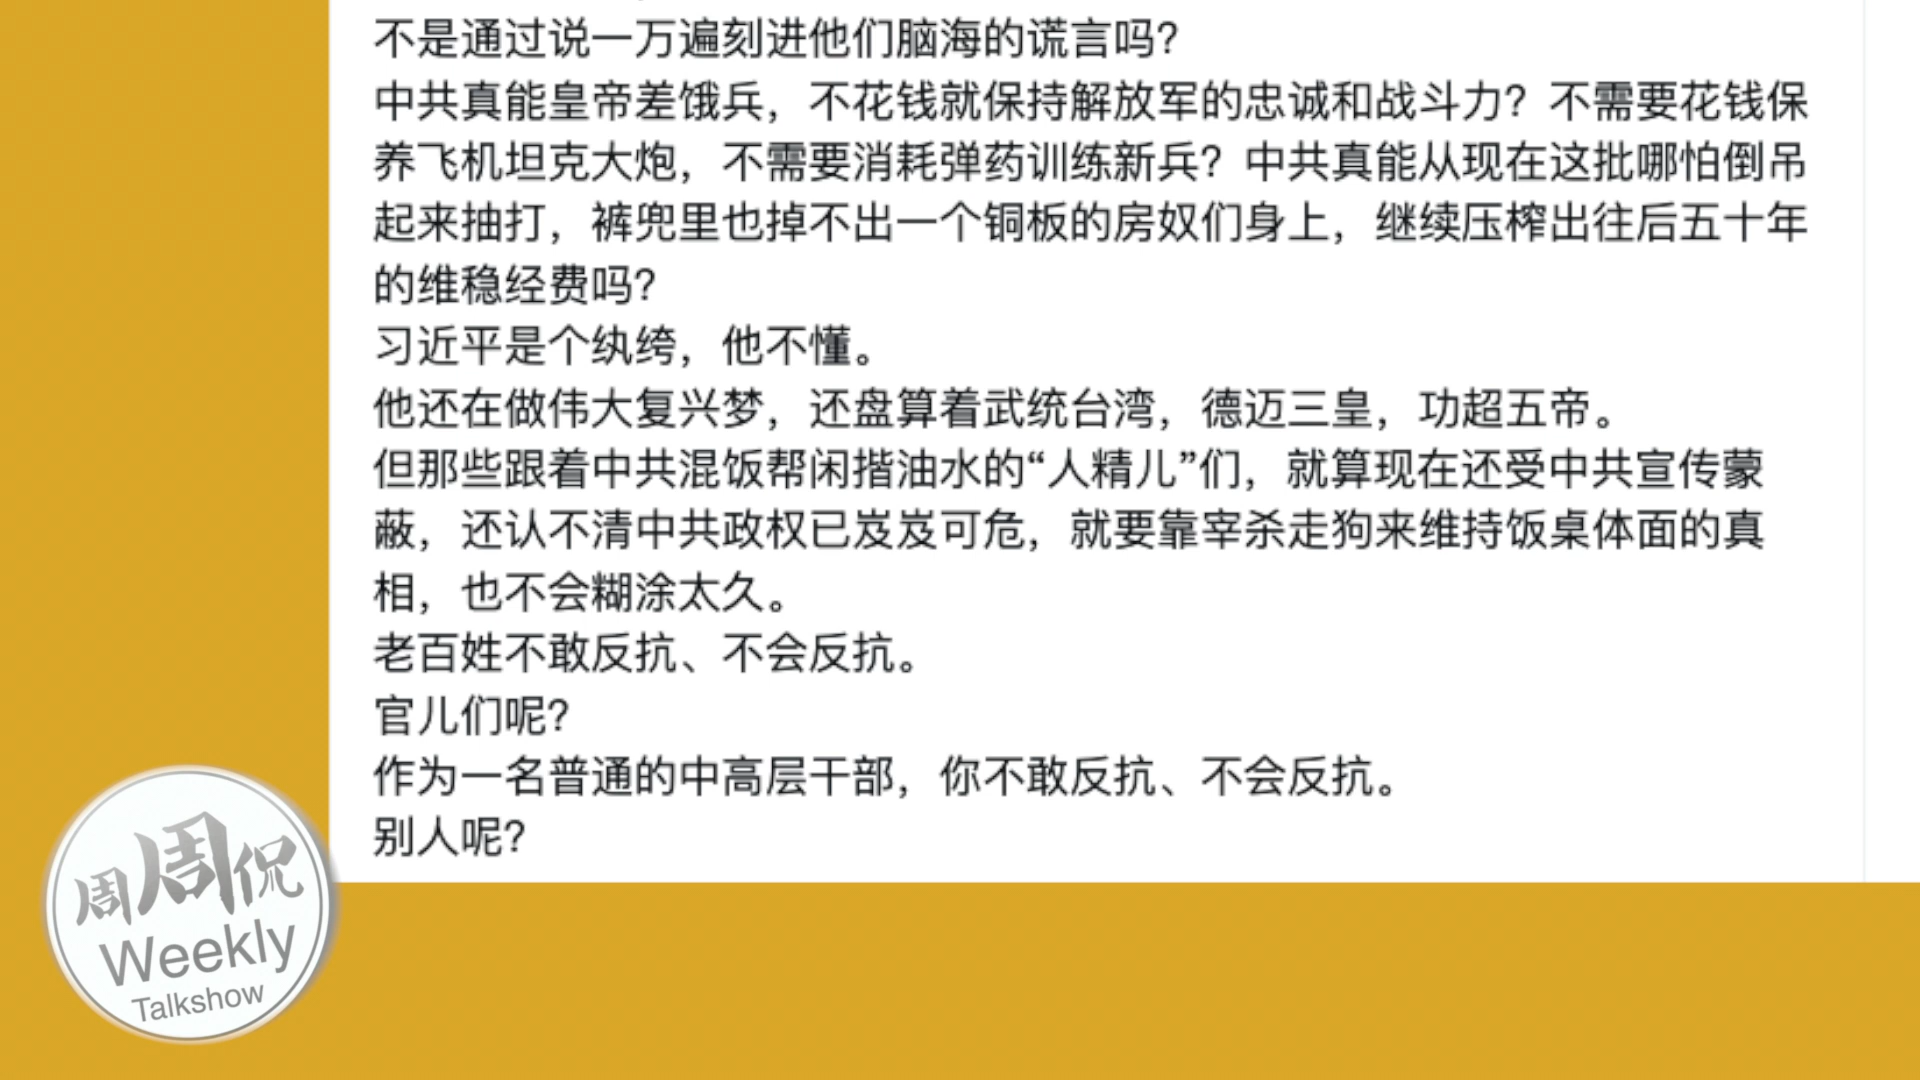 不是通过说一万遍刻进他们脑海的谎言吗?
中共真能皇帝差饿兵，不花钱就保持解放军的忠诚和战斗力？不需要花钱保
养飞机坦克大炮，不需要消耗弹药训练新兵？中共真能从现在这批哪怕倒吊
起来抽打，裤兜里也掉不出一个铜板的房奴们身上，继续压榨出往后五十年
的维稳经费吗?
习近平是个纨绔，他不懂。
他还在做伟大复兴梦，还盘算着武统台湾，德迈三皇，功超五帝。
但那些跟着中共混饭帮闲揩油水的“人精儿”们，就算现在还受中共宣传蒙
蔽，还认不清中共政权已岌岌可危，就要靠宰杀走狗来维持饭桌体面的真
相，也不会糊涂太久。
老百姓不敢反抗、不会反抗。
官儿们呢?
作为一名普通的中高层干部，你不敢反抗、不会反抗。
别人呢?
周周侃
Weekly
Talkshow